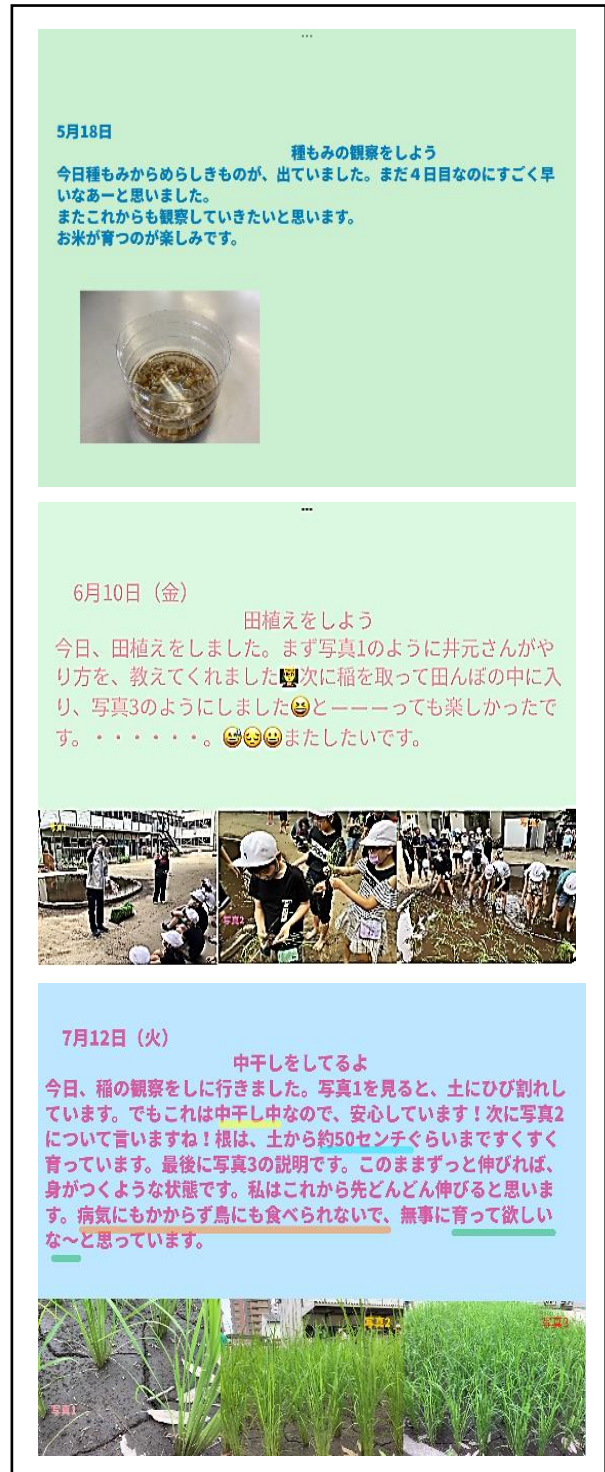 5月18日
種もみの観察をしよう
今日種もみからめらしきものが、出ていました。まだ４日目なのにすごく早
いなあーと思いました。
またこれからも観察していきたいと思います。
お米が育つのが楽しみです。
6月10日（金）
田植えをしよう
今日、田植えをしました。まず写真1のように井元さんがや
り方を、教えてくれました👩‍🏫次に稲を取って田んぼの中に入
り、写真3のようにしました😆とーーーっても楽しかったで
す。・・・・・・。😅😔😀またしたいです。
写真1
写真2
7月12日（火）
中干しをしてるよ
今日、稲の観察をしに行きました。写真1を見ると、土にひび割れし
ています。でもこれは中干し中なので、安心しています！次に写真2
について言いますね！根は、土から約50センチぐらいまですくすく
育っています。最後に写真3の説明です。このままずっと伸びれば、
身がつくような状態です。私はこれから先どんどん伸びると思いま
す。病気にもかからず鳥にも食べられないで、無事に育って欲しい
な〜と思っています。
写真1
写真2
写真3